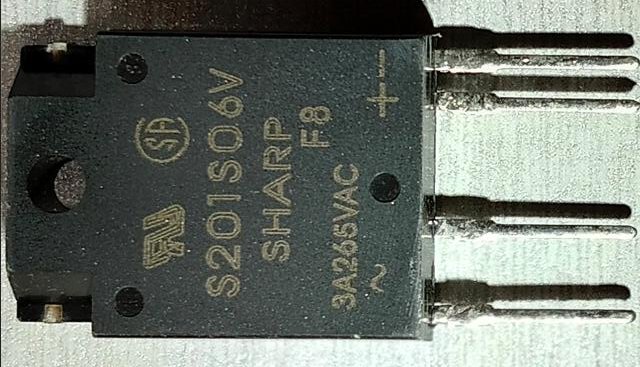 S201S06V
SHARP
F8
3A265VAC
~
+ -